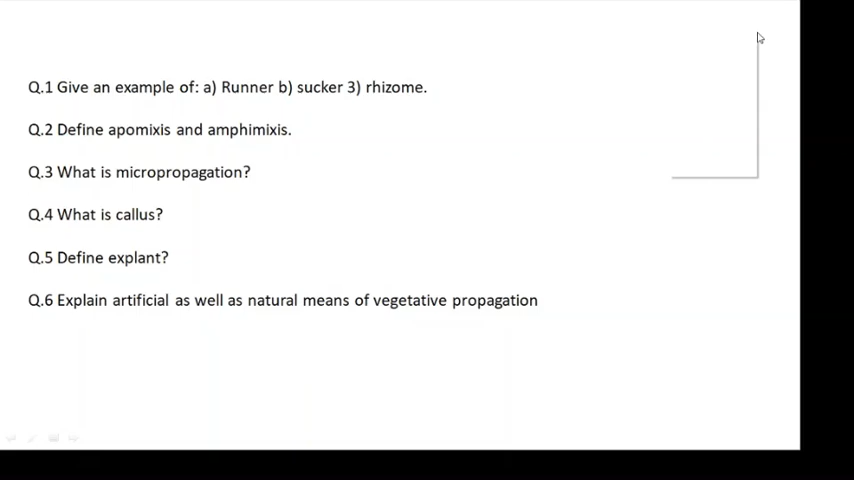 Q.1 Give an example of: a) Runner b) sucker 3) rhizome.
Q.2 Define apomixis and amphimixis.
Q.3 What is micropropagation?
Q.4 What is callus?
Q.5 Define explant?
Q.6 Explain artificial as well as natural means of vegetative propagation